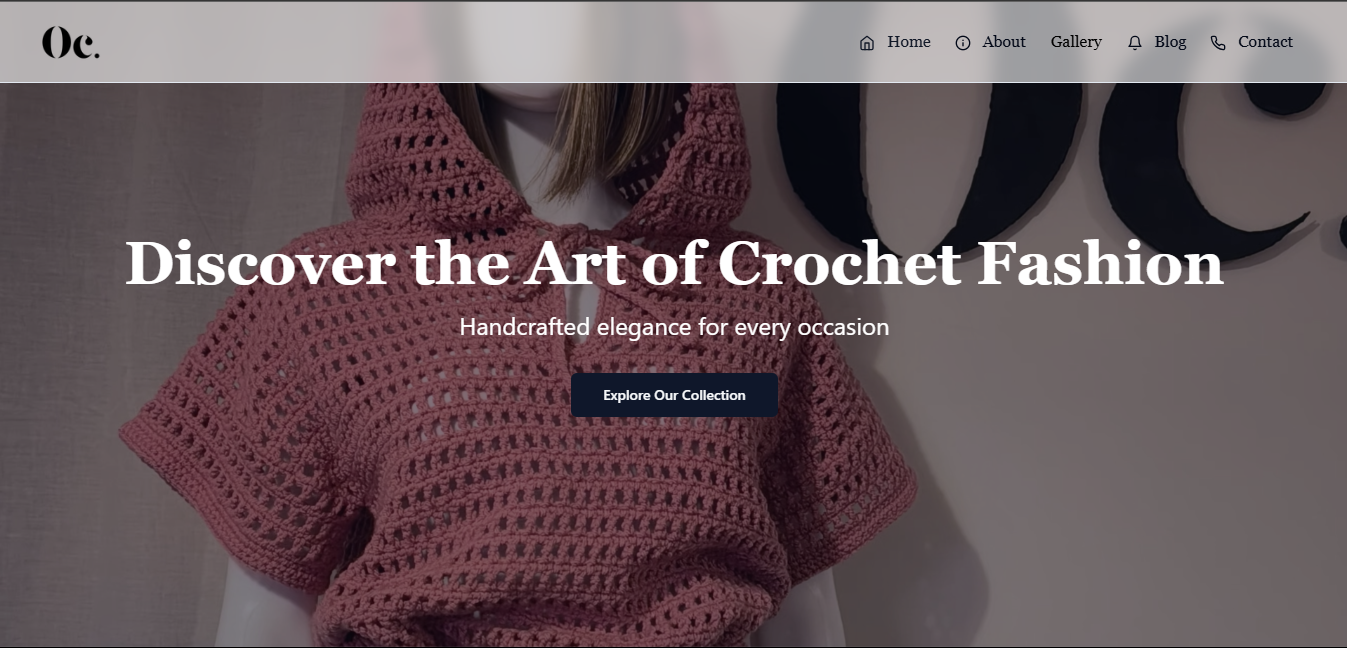 Oc.
Home About Gallery Blog Contact
Oc.
Discover the Art of Crochet Fashion
Handcrafted elegance for every occasion
Explore Our Collection